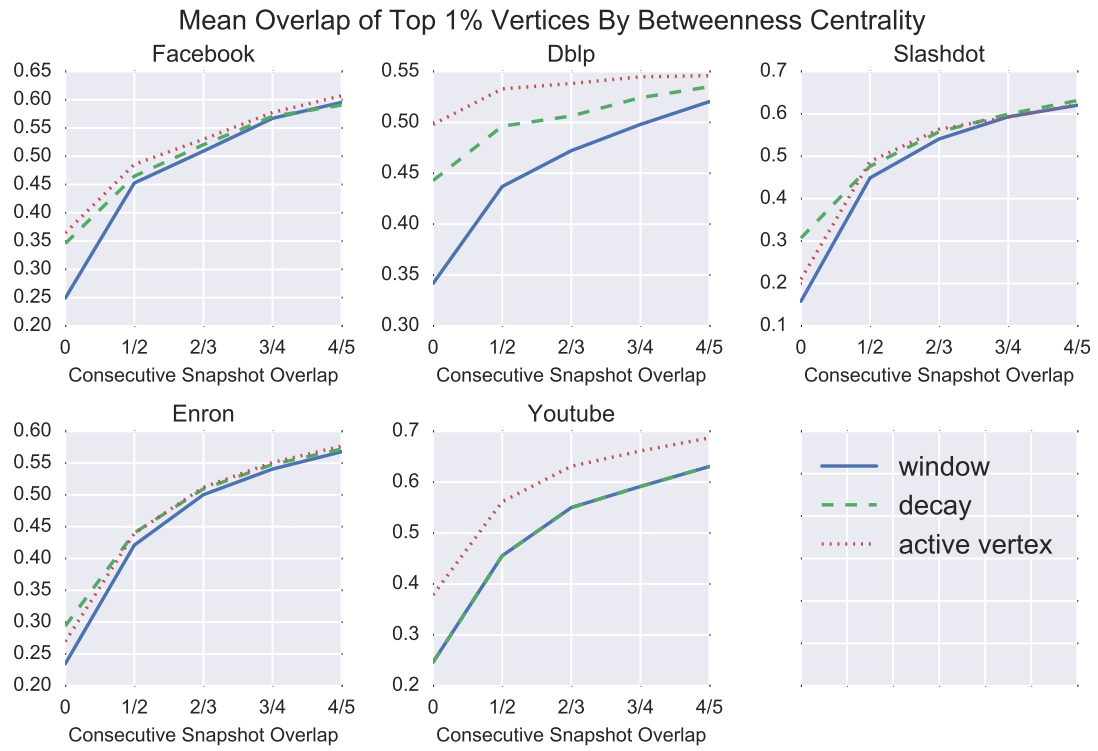 Mean Overlap of Top 1% Vertices By Betweenness Centrality
Facebook
0.65
0.60
0.55
0.50
0.45
0.40
0.35
0.30
0.25
0.20
0 1/2 2/3 3/4 4/5
Consecutive Snapshot Overlap
Dblp
0.55
0.50
0.45
0.40
0.35
0.30
0 1/2 2/3 3/4 4/5
Consecutive Snapshot Overlap
Slashdot
0.7
0.6
0.5
0.4
0.3
0.2
0.1
0 1/2 2/3 3/4 4/5
Consecutive Snapshot Overlap
Enron
0.60
0.55
0.50
0.45
0.40
0.35
0.30
0.25
0.20
0 1/2 2/3 3/4 4/5
Consecutive Snapshot Overlap
Youtube
0.7
0.6
0.5
0.4
0.3
0.2
0 1/2 2/3 3/4 4/5
Consecutive Snapshot Overlap
window
decay
active vertex